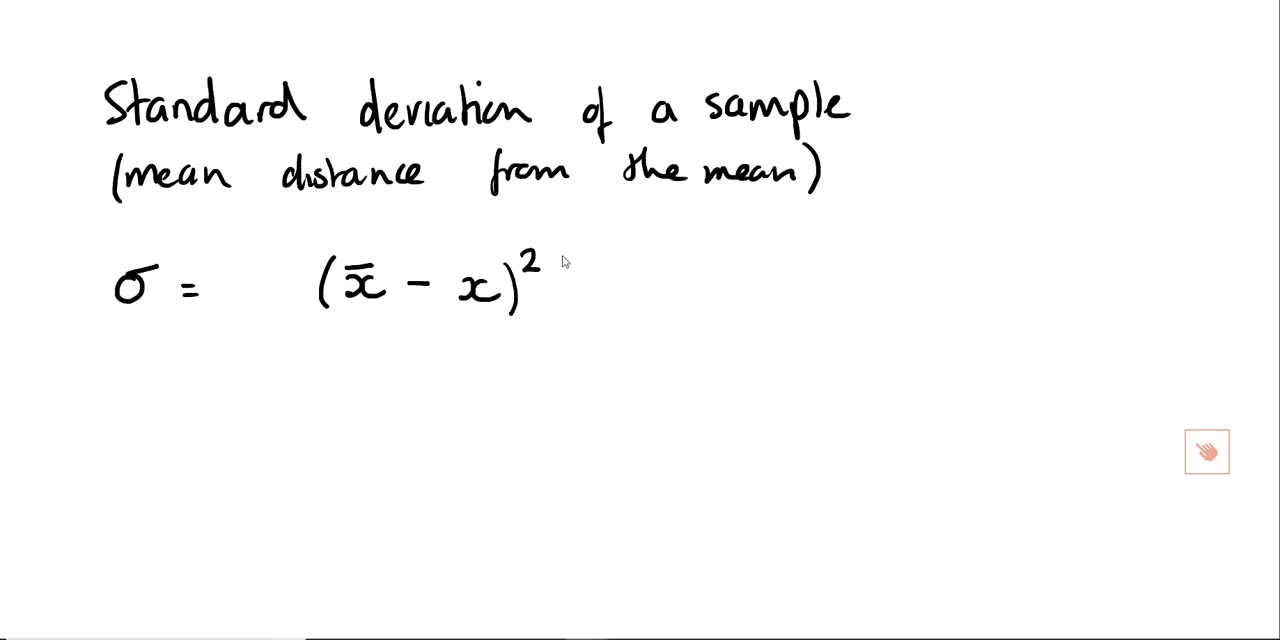 Standard deviation of a sample
(mean distance from the mean)
σ = (x̄ - x)²